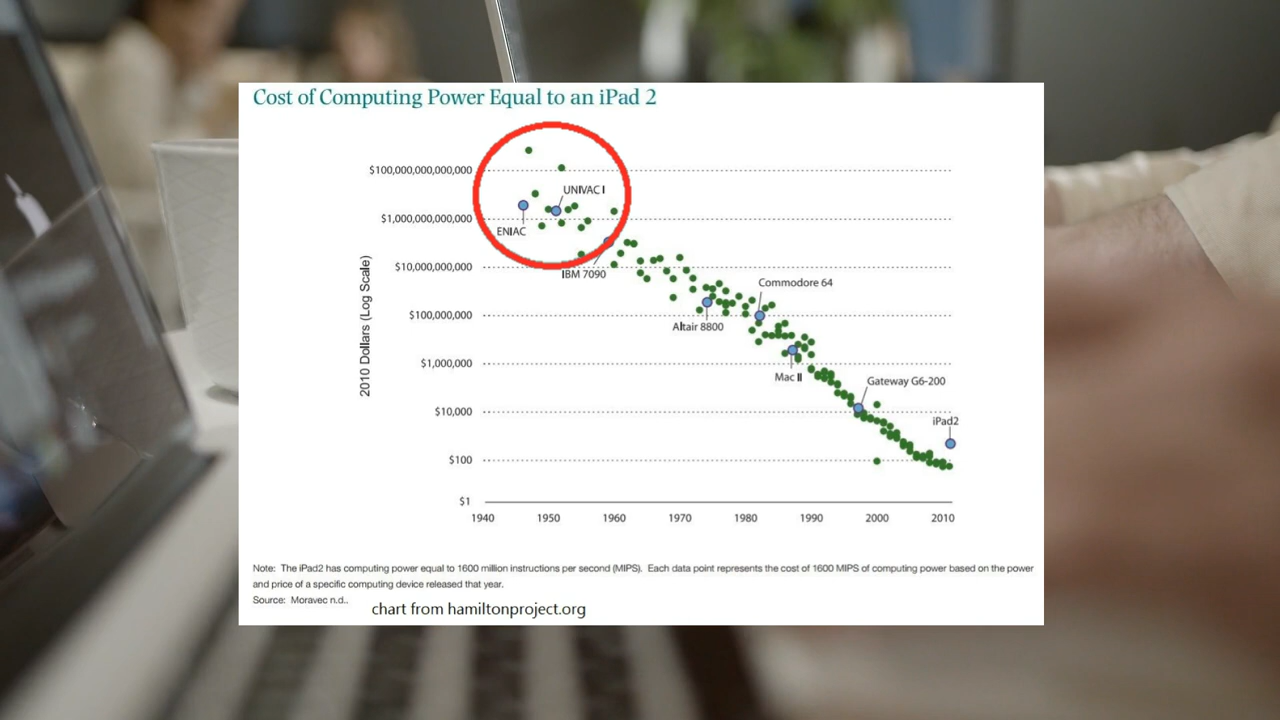 Cost of Computing Power Equal to an iPad 2
$100,000,000,000,000
UNIVAC I
$1,000,000,000,000
ENIAC
$10,000,000,000
IBM 7090
Commodore 64
$100,000,000
Altair 8800
$1,000,000
Mac II
Gateway G6-200
$10,000
iPad2
$100
$1
2010 Dollars (Log Scale)
1940 1950 1960 1970 1980 1990 2000 2010
Note: The iPad2 has computing power equal to 1600 million instructions per second (MIPS). Each data point represents the cost of 1600 MIPS of computing power based on the power
and price of a specific computing device released that year.
Source: Moravec n.d..
chart from hamiltonproject.org